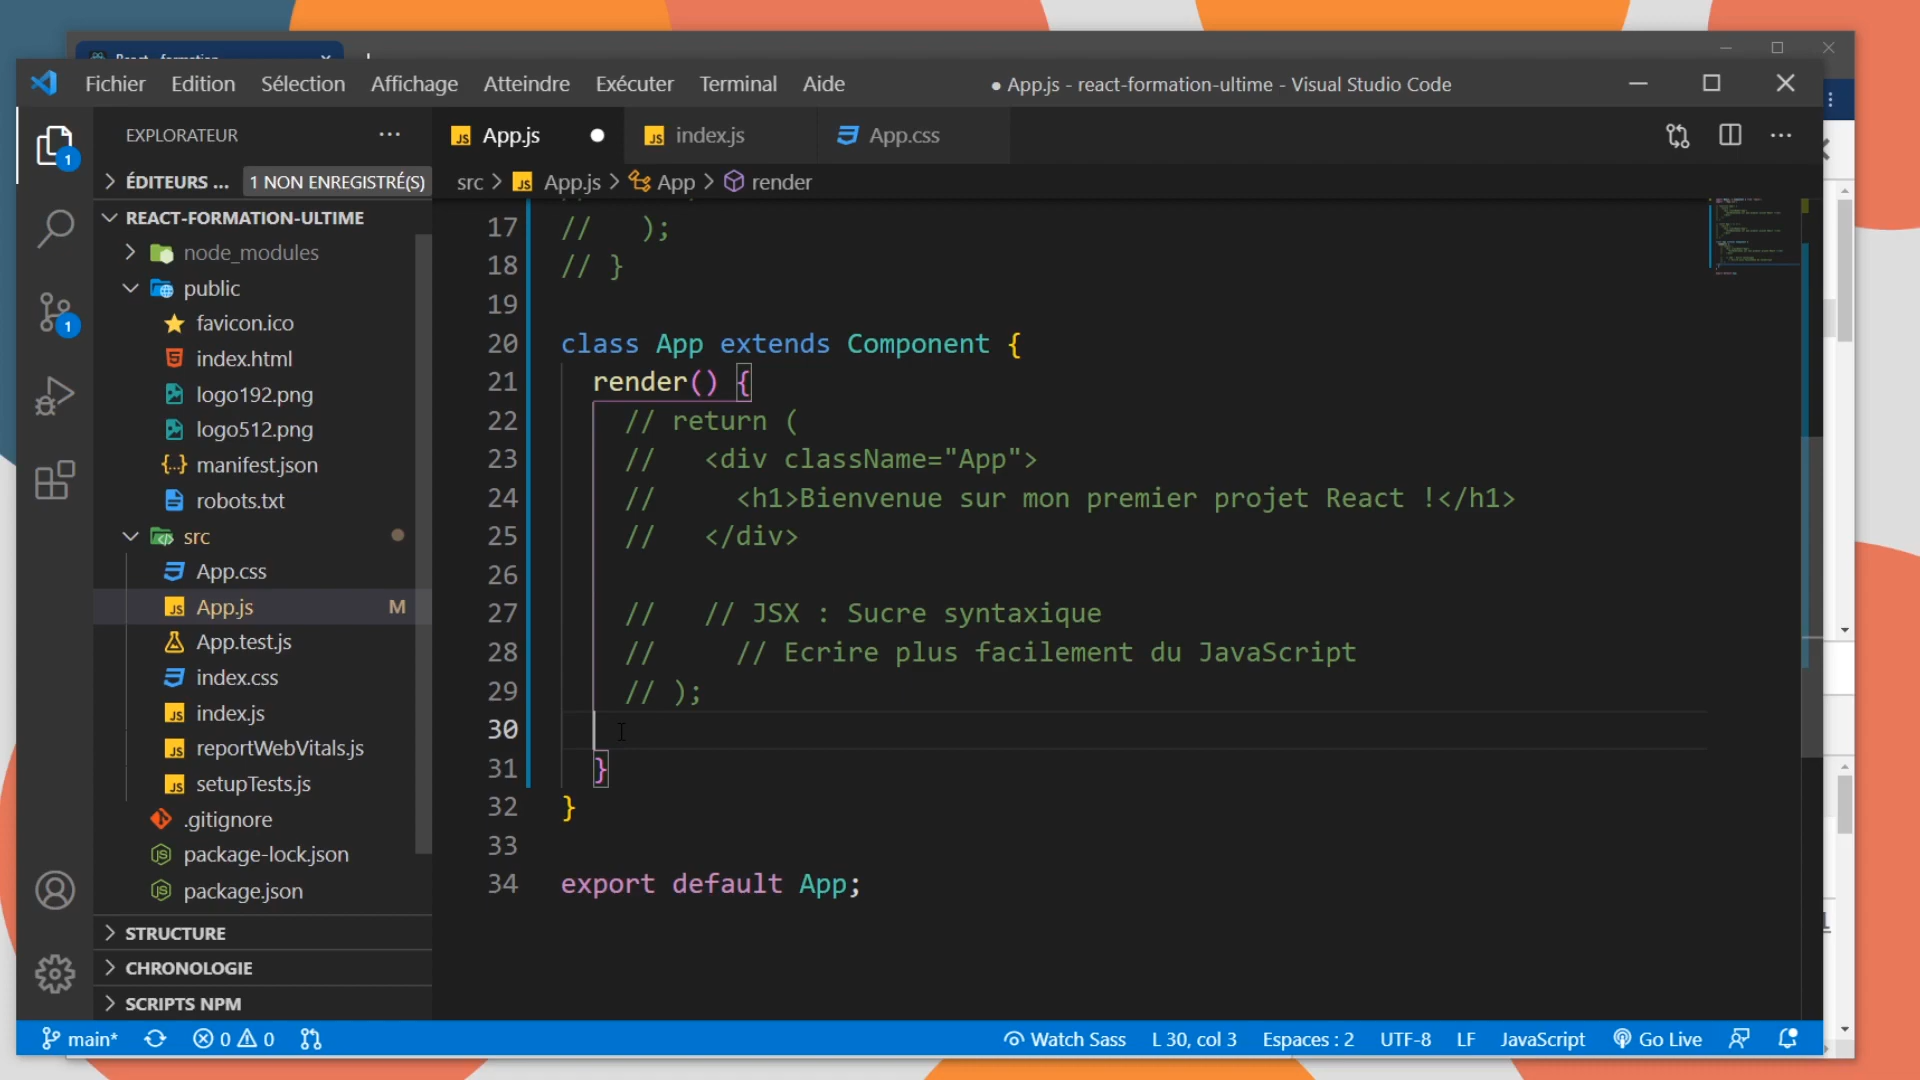 Fichier Edition Sélection Affichage Atteindre Exécuter Terminal Aide ● App.js - react-formation-ultime - Visual Studio Code
EXPLORATEUR ···
App.js index.js App.css
ÉDITEURS ... 1 NON ENREGISTRÉ(S)
src > App.js > App > render
REACT-FORMATION-ULTIME
node_modules
public
favicon.ico
index.html
logo192.png
logo512.png
manifest.json
robots.txt
src
App.css
App.js M
App.test.js
index.css
index.js
reportWebVitals.js
setupTests.js
.gitignore
package-lock.json
package.json
STRUCTURE
CHRONOLOGIE
SCRIPTS NPM
1
1
17 //   );
18 // }
19
20 class App extends Component {
21   render() {
22     // return (
23     //   <div className="App">
24     //     <h1>Bienvenue sur mon premier projet React !</h1>
25     //   </div>
26
27     //   // JSX : Sucre syntaxique
28     //     // Ecrire plus facilement du JavaScript
29     // );
30
31   }
32 }
33
34 export default App;
main* 0 0 Watch Sass L 30, col 3 Espaces : 2 UTF-8 LF JavaScript Go Live